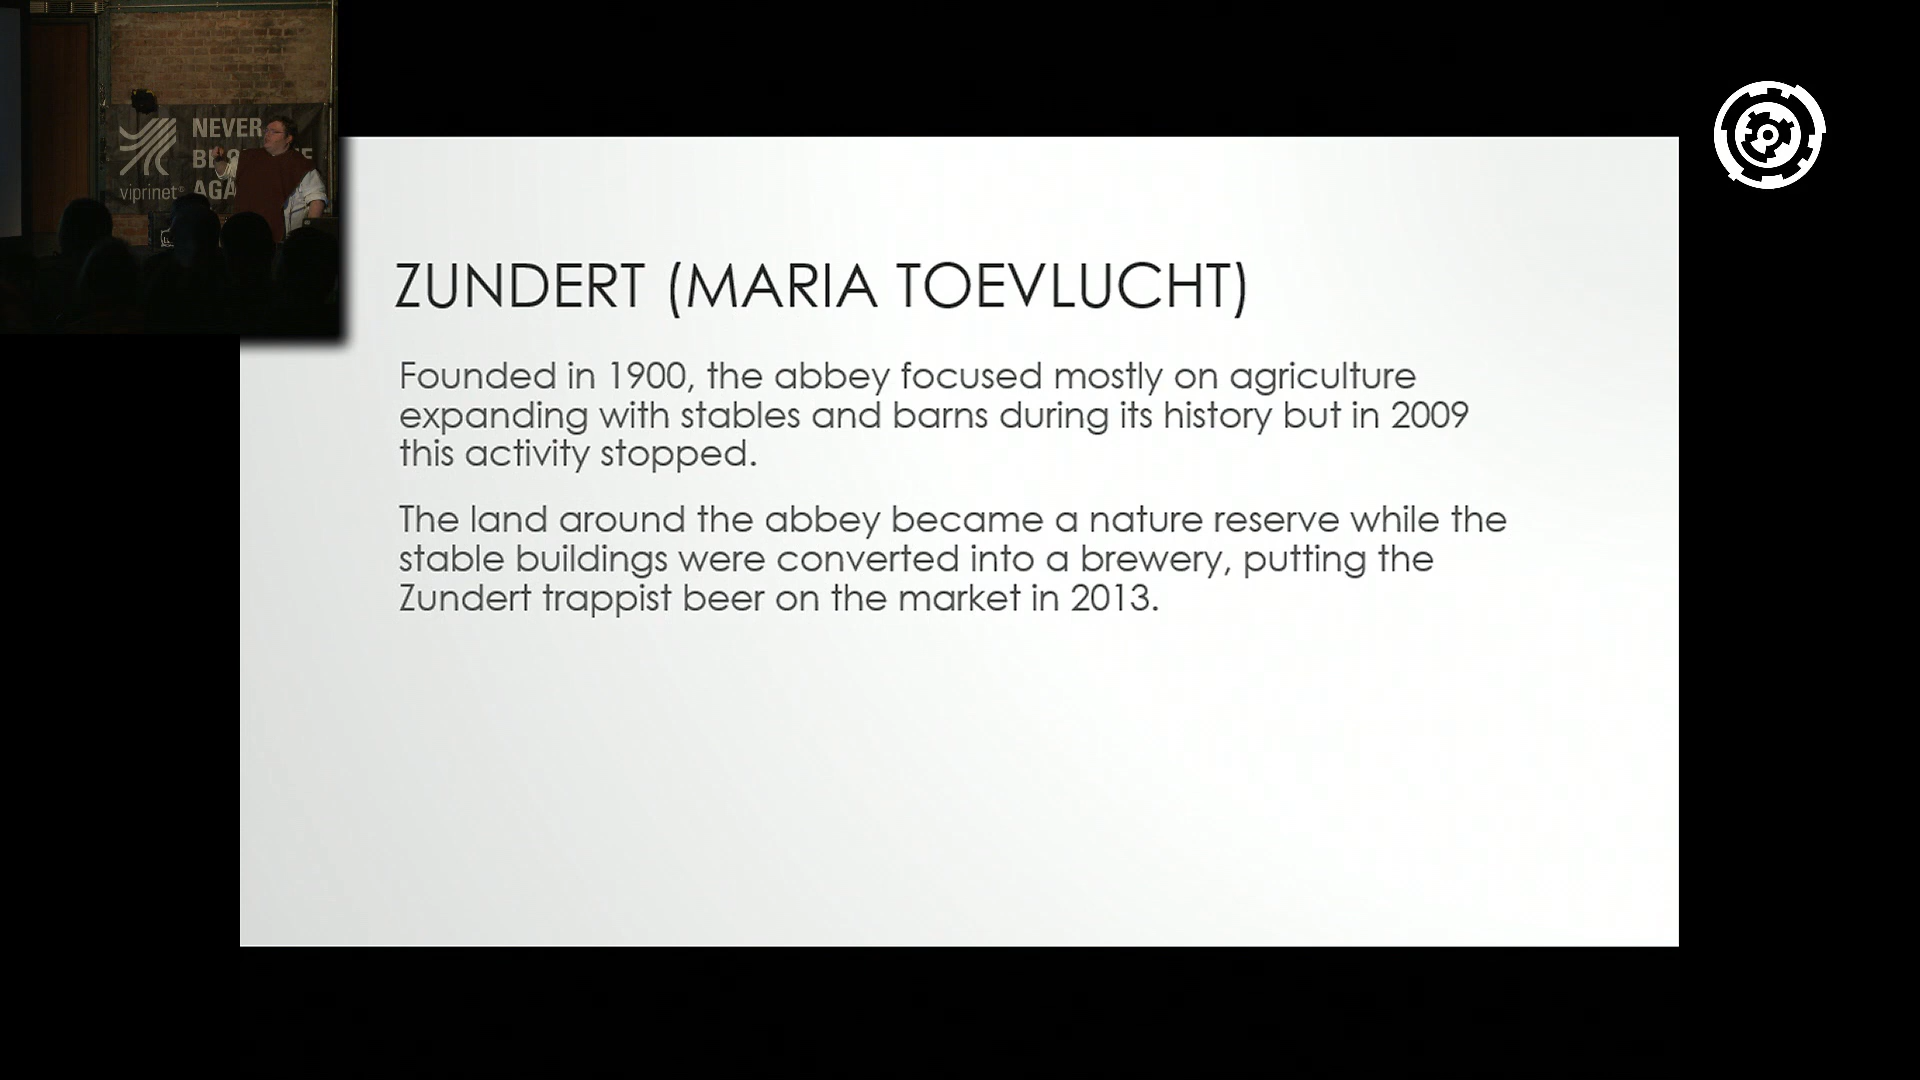 NEVER
AGA
viprinet
ZUNDERT (MARIA TOEVLUCHT)
Founded in 1900, the abbey focused mostly on agriculture
expanding with stables and barns during its history but in 2009
this activity stopped.
The land around the abbey became a nature reserve while the
stable buildings were converted into a brewery, putting the
Zundert trappist beer on the market in 2013.